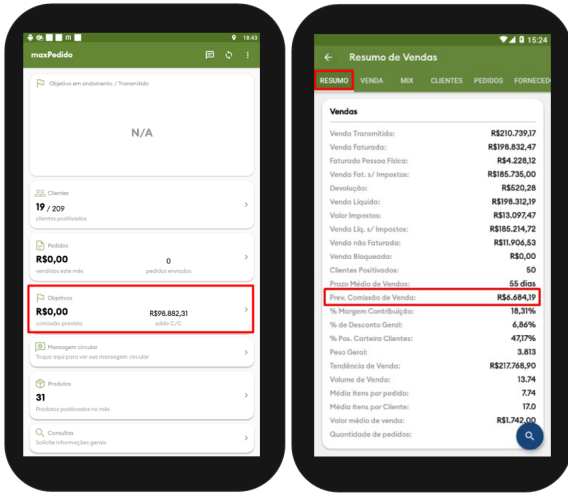 18:43
maxPedido
Objetivo em andamento / Transmitido
N/A
Clientes
19 / 209
clientes positivados
Pedidos
R$0,00 0
vendidos este mês pedidos enviados
Objetivos
R$0,00 R$98.882,31
comissão prevista saldo C/C
Mensagem circular
Toque aqui para ver sua mensagem circular
Produtos
31
Produtos positivados no mês
Consultas
Solicite informações gerais
15:24
Resumo de Vendas
RESUMO VENDA MIX CLIENTES PEDIDOS FORNECED
Vendas
Venda Transmitida: R$210.739,17
Venda Faturada: R$198.832,47
Faturado Pessoa Física: R$4.228,12
Venda Fat. s/ Impostos: R$185.735,00
Devolução: R$520,28
Venda Líquida: R$198.312,19
Valor Impostos: R$13.097,47
Venda Líq. s/ Impostos: R$185.214,72
Venda não Faturada: R$11.906,53
Venda Bloqueada: R$0,00
Clientes Positivados: 50
Prazo Médio de Vendas: 55 dias
Prev. Comissão de Venda: R$6.684,19
% Margem Contribuição: 18,31%
% de Desconto Geral: 6,86%
% Pos. Carteira Clientes: 47,17%
Peso Geral: 3.813
Tendência de Venda: R$217.768,90
Volume de Venda: 13.74
Média Itens por pedido: 7.74
Média Itens por Cliente: 17.0
Valor médio de venda: R$1.742,00
Quantidade de pedidos: